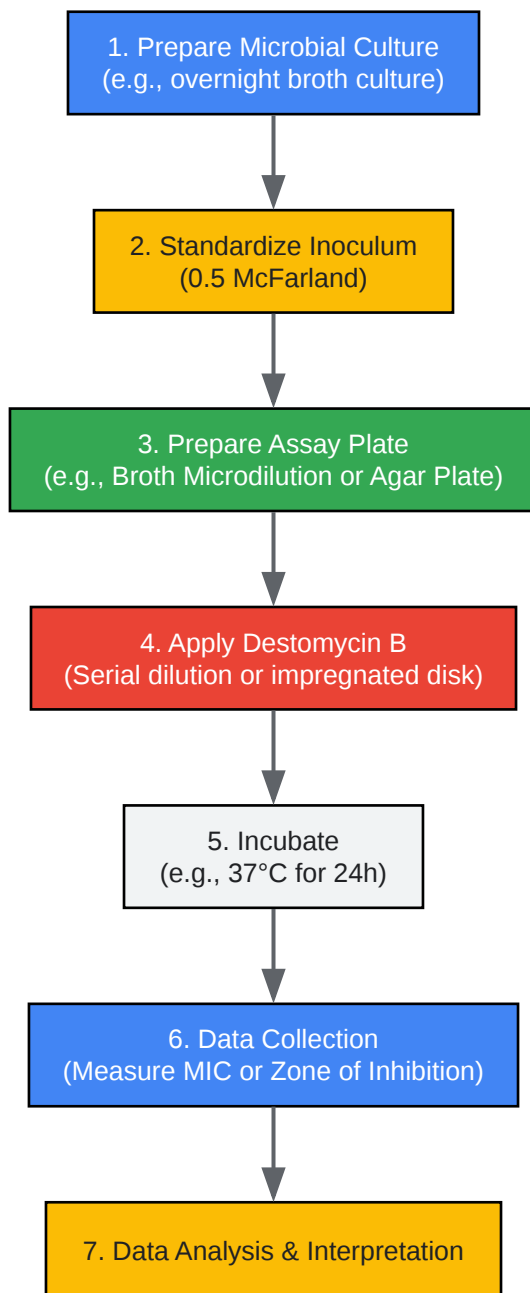 1. Prepare Microbial Culture
(e.g., overnight broth culture)
2. Standardize Inoculum
(0.5 McFarland)
3. Prepare Assay Plate
(e.g., Broth Microdilution or Agar Plate)
4. Apply Destomycin B
(Serial dilution or impregnated disk)
5. Incubate
(e.g., 37°C for 24h)
6. Data Collection
(Measure MIC or Zone of Inhibition)
7. Data Analysis & Interpretation